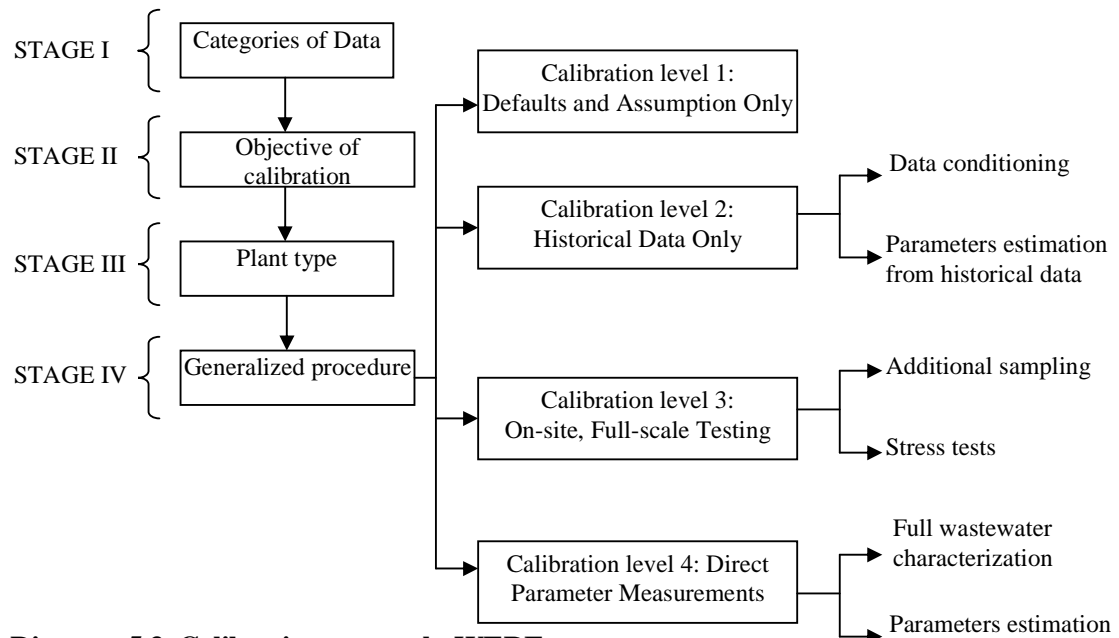 STAGE I
Categories of Data
STAGE II
Objective of
calibration
STAGE III
Plant type
STAGE IV
Generalized procedure
Calibration level 1:
Defaults and Assumption Only
Calibration level 2:
Historical Data Only
Data conditioning
Parameters estimation
from historical data
Calibration level 3:
On-site, Full-scale Testing
Additional sampling
Stress tests
Calibration level 4: Direct
Parameter Measurements
Full wastewater
characterization
Parameters estimation